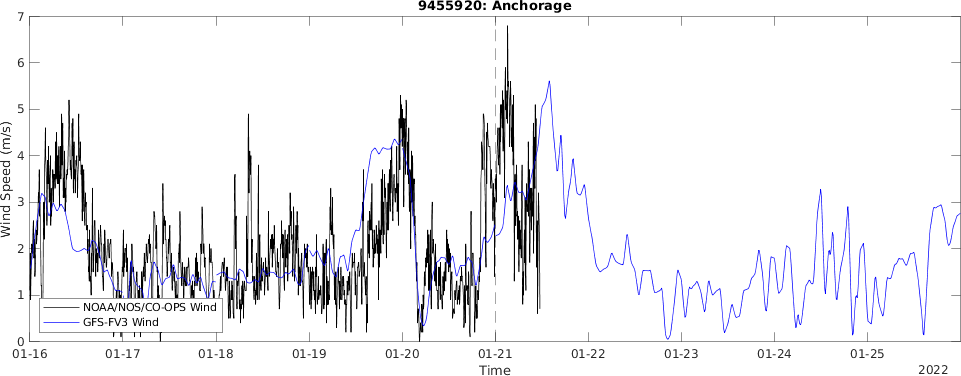 9455920: Anchorage
Wind Speed (m/s)
7
6
5
4
3
2
1
0
NOAA/NOS/CO-OPS Wind
GFS-FV3 Wind
01-16 01-17 01-18 01-19 01-20 01-21 01-22 01-23 01-24 01-25
Time
2022